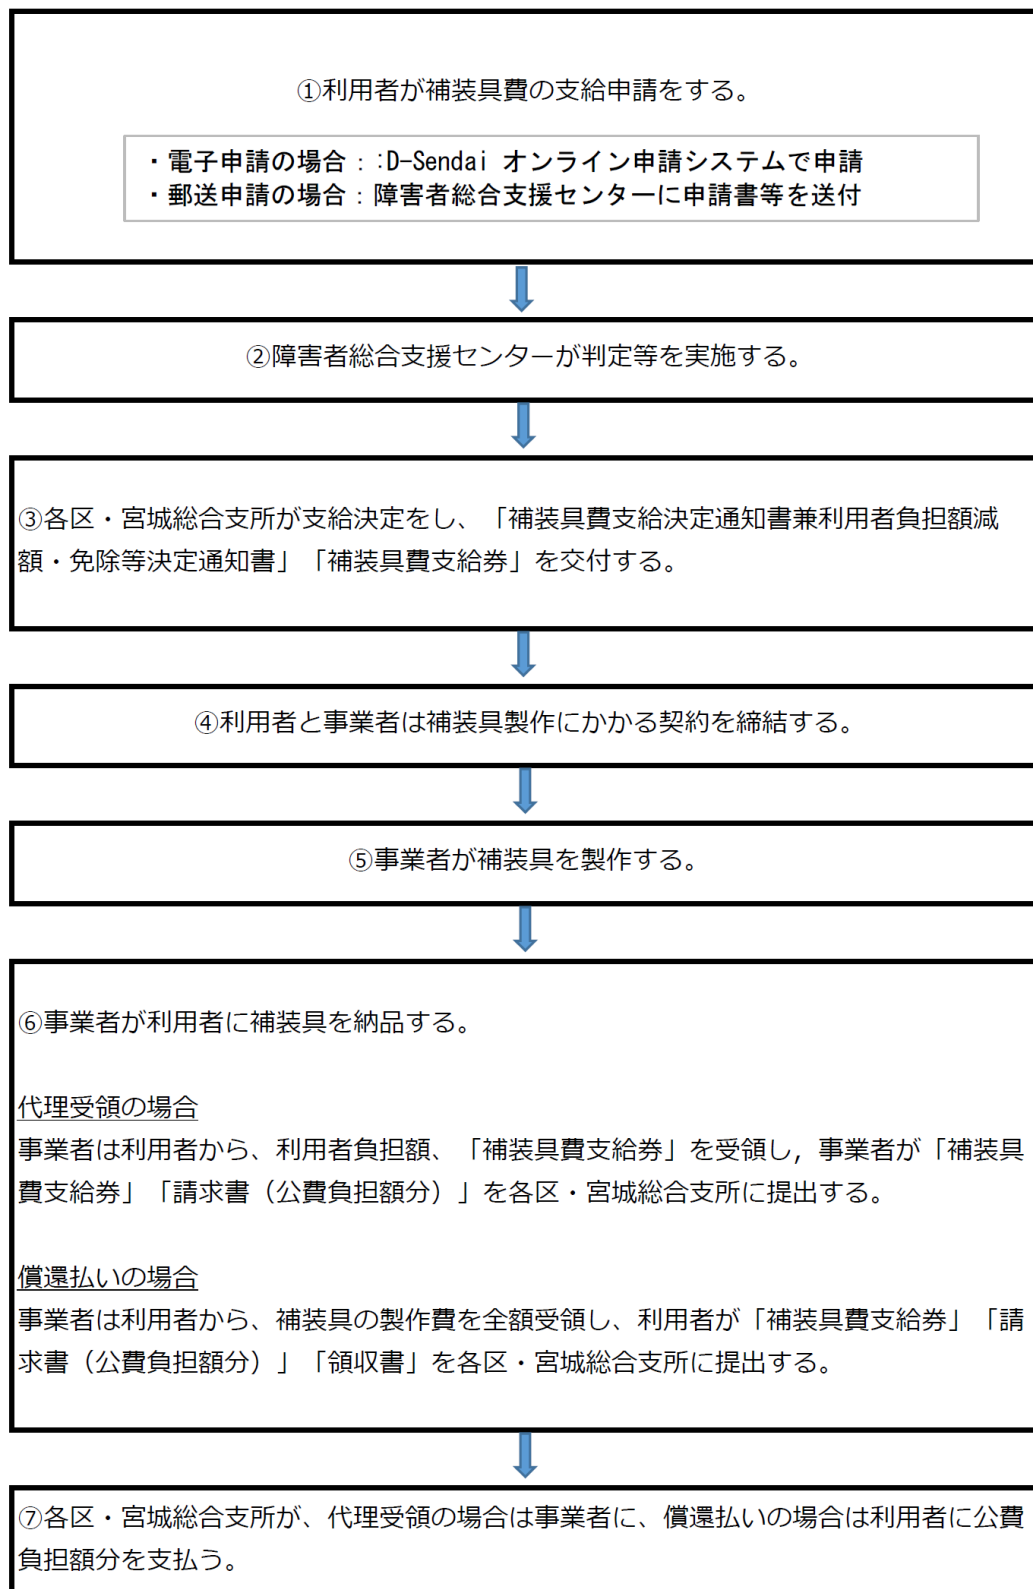 ①利用者が補装具費の支給申請をする。
・電子申請の場合：:D-Sendai オンライン申請システムで申請
・郵送申請の場合：障害者総合支援センターに申請書等を送付
②障害者総合支援センターが判定等を実施する。
③各区・宮城総合支所が支給決定をし、「補装具費支給決定通知書兼利用者負担額減
額・免除等決定通知書」「補装具費支給券」を交付する。
④利用者と事業者は補装具製作にかかる契約を締結する。
⑤事業者が補装具を製作する。
⑥事業者が利用者に補装具を納品する。
代理受領の場合
事業者は利用者から、利用者負担額、「補装具費支給券」を受領し，事業者が「補装具
費支給券」「請求書（公費負担額分）」を各区・宮城総合支所に提出する。
償還払いの場合
事業者は利用者から、補装具の製作費を全額受領し、利用者が「補装具費支給券」「請
求書（公費負担額分）」「領収書」を各区・宮城総合支所に提出する。
⑦各区・宮城総合支所が、代理受領の場合は事業者に、償還払いの場合は利用者に公費
負担額分を支払う。